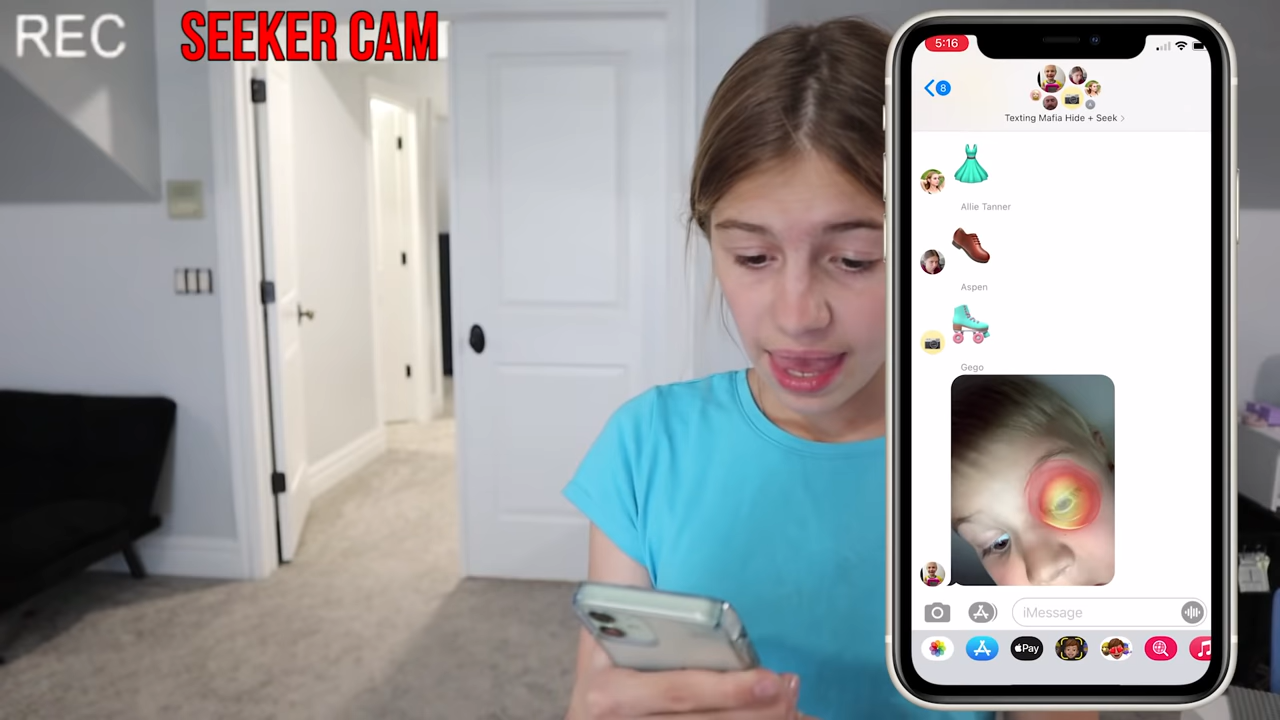 REC
SEEKER CAM
5:16
8
Texting Mafia Hide + Seek
Allie Tanner
Aspen
Gego
iMessage
Pay